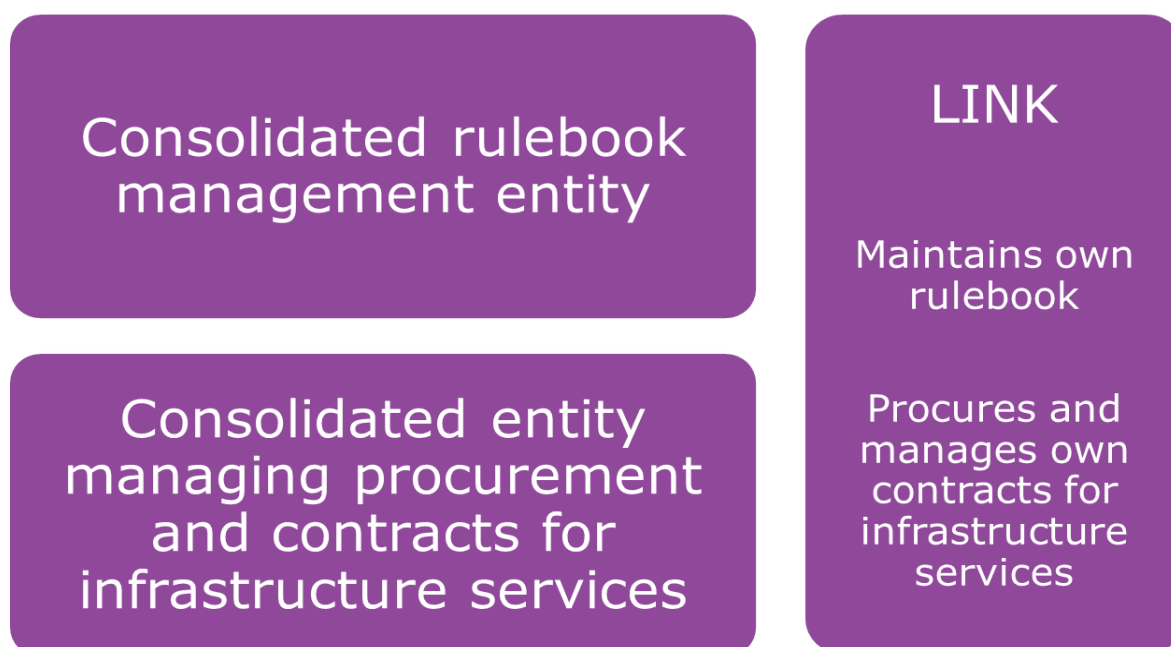 Consolidated rulebook
management entity
Consolidated entity
managing procurement
and contracts for
infrastructure services
LINK
Maintains own
rulebook
Procures and
manages own
contracts for
infrastructure
services